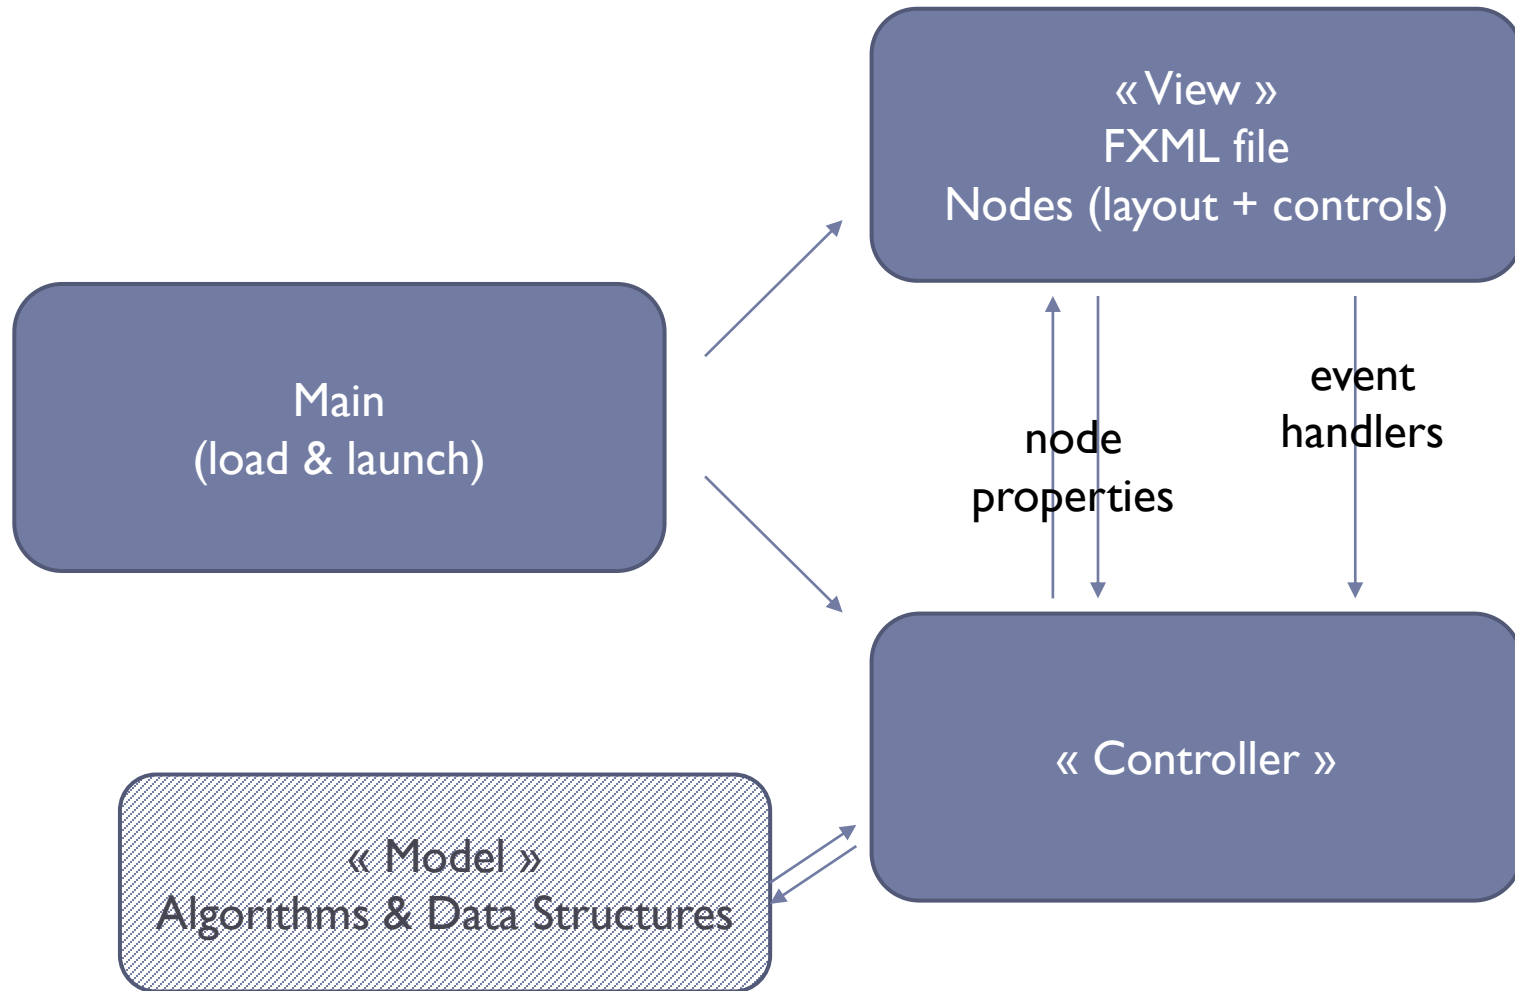 « View »
FXML file
Nodes (layout + controls)
Main
(load & launch)
node
properties
event
handlers
« Controller »
« Model »
Algorithms & Data Structures